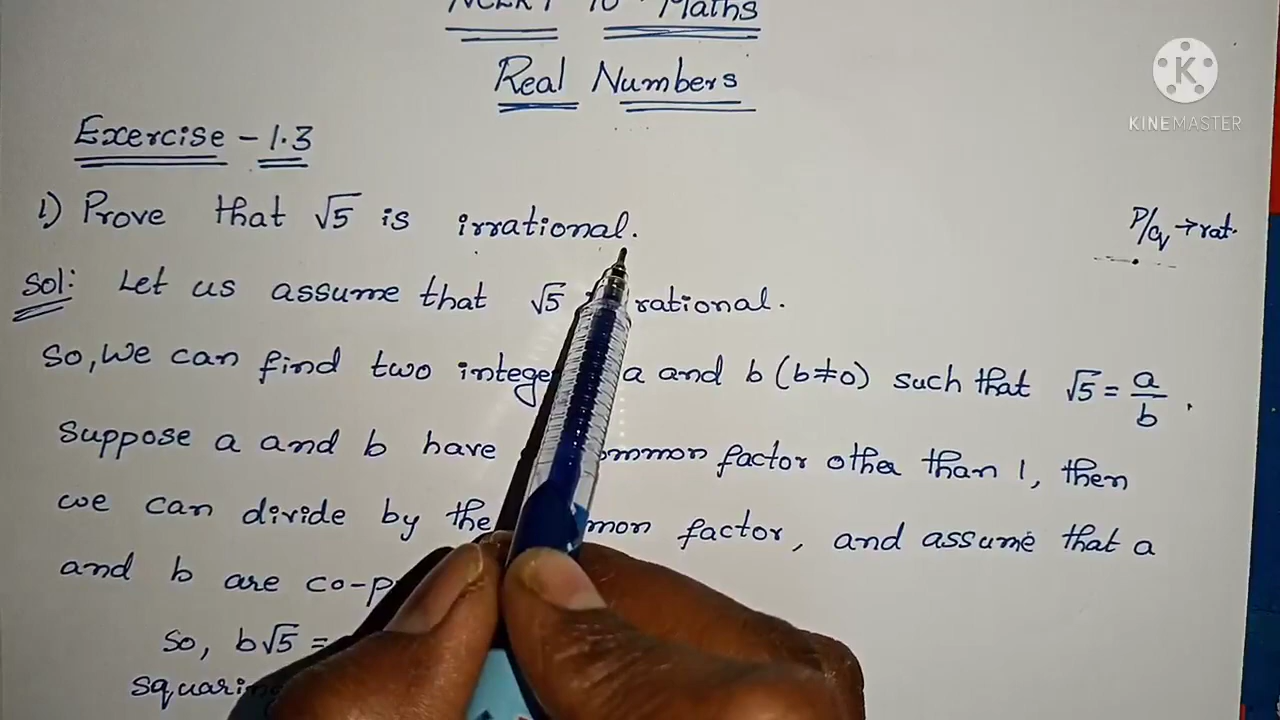 Maths
Real Numbers
Exercise - 1.3
1) Prove that √5 is irrational.
P/q → rat.
Sol: Let us assume that √5 rational.
So, We can find two a and b (b≠0) such that √5 = a/b.
Suppose a and b have factor other than 1, then
we can divide by the factor, and assume that a
and b are
So, b√5 =
KINEMASTER